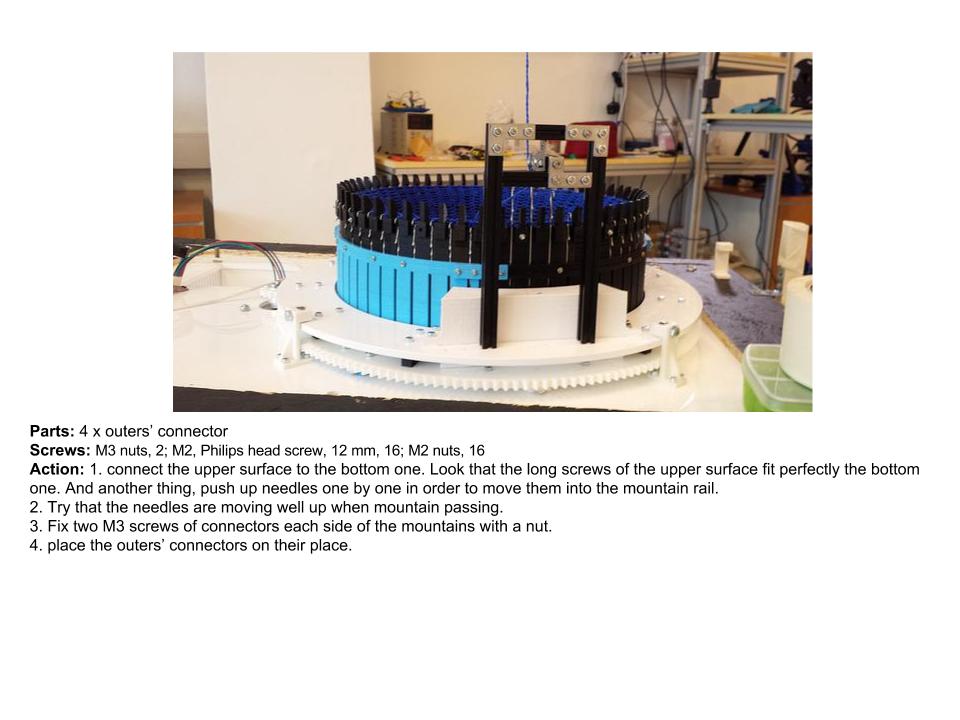 Parts: 4 x outers’ connector
Screws: M3 nuts, 2; M2, Philips head screw, 12 mm, 16; M2 nuts, 16
Action: 1. connect the upper surface to the bottom one. Look that the long screws of the upper surface fit perfectly the bottom
one. And another thing, push up needles one by one in order to move them into the mountain rail.
2. Try that the needles are moving well up when mountain passing.
3. Fix two M3 screws of connectors each side of the mountains with a nut.
4. place the outers’ connectors on their place.